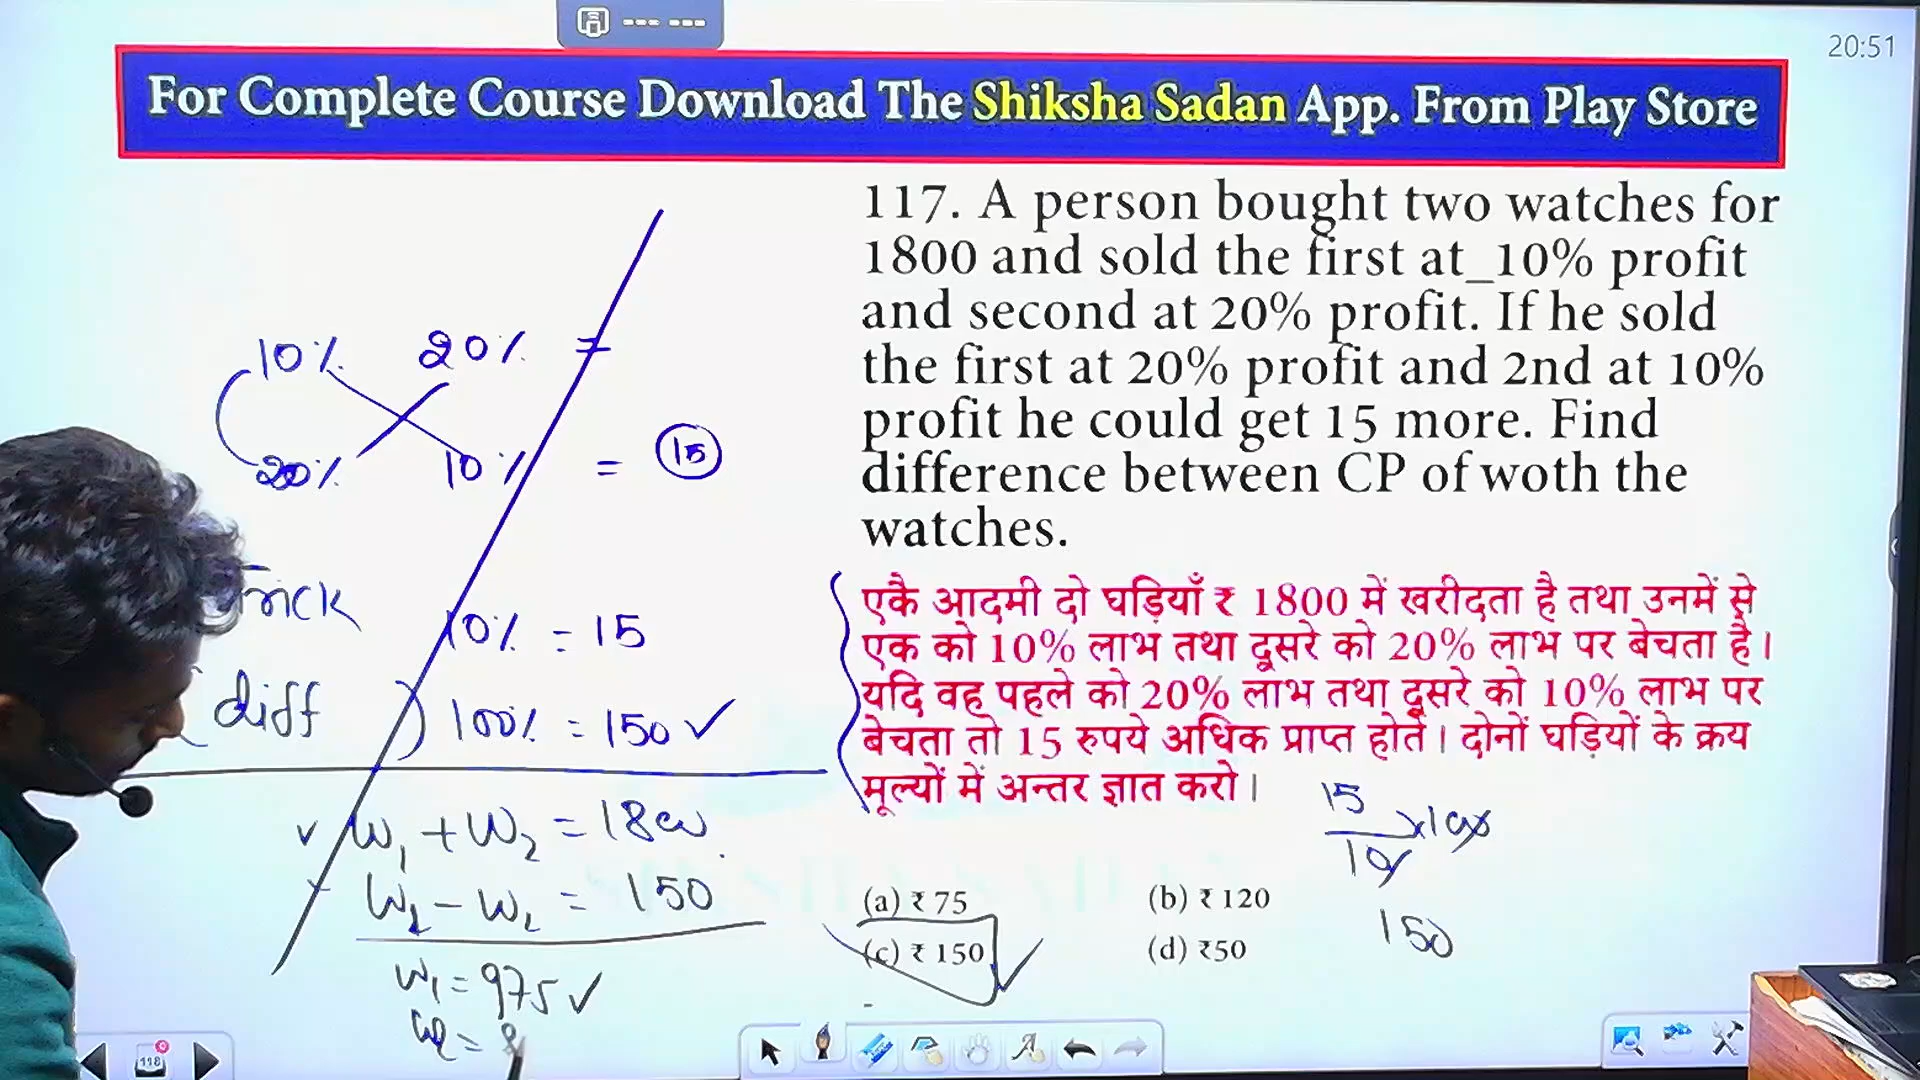 20:51
For Complete Course Download The Shiksha Sadan App. From Play Store
117. A person bought two watches for
1800 and sold the first at_10% profit
and second at 20% profit. If he sold
the first at 20% profit and 2nd at 10%
profit he could get 15 more. Find
difference between CP of woth the
watches.
एकै आदमी दो घड़ियाँ ₹ 1800 में खरीदता है तथा उनमें से
एक को 10% लाभ तथा दूसरे को 20% लाभ पर बेचता है।
यदि वह पहले को 20% लाभ तथा दूसरे को 10% लाभ पर
बेचता तो 15 रुपये अधिक प्राप्त होते। दोनों घड़ियों के क्रय
मूल्यों में अन्तर ज्ञात करो।
(a) ₹ 75 (b) ₹ 120
(c) ₹ 150 (d) ₹50
10% 20% =
20% 10% = 15
Trick
10% = 15
diff
100% = 150 ✓
W1 + W2 = 1800
W1 - W2 = 150
W1 = 975 ✓
W2 = 8
15
x100
10
150
118